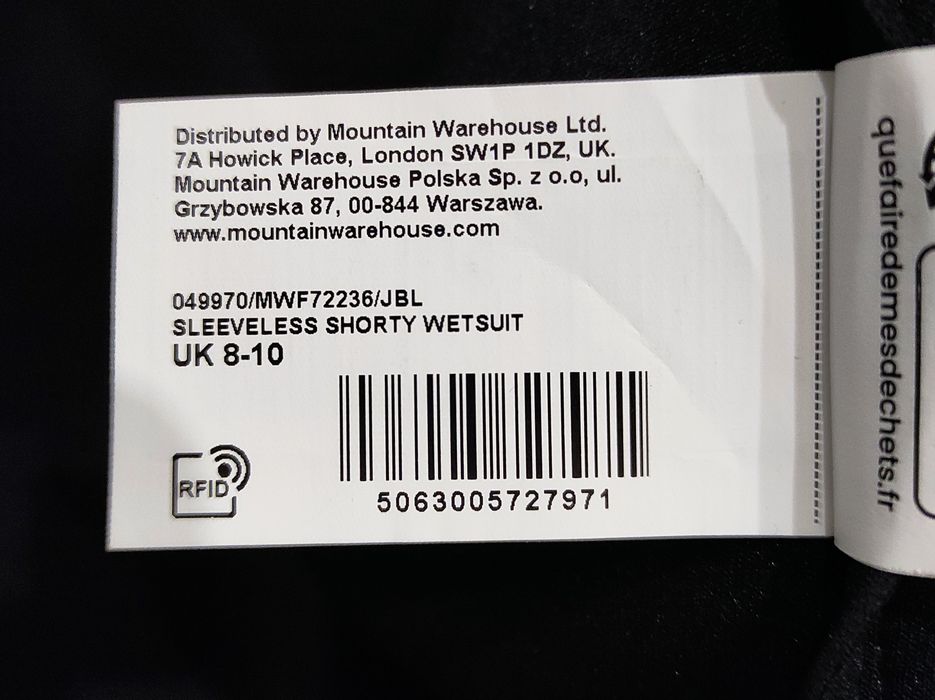 Distributed by Mountain Warehouse Ltd.
7A Howick Place, London SW1P 1DZ, UK.
Mountain Warehouse Polska Sp. z o.o, ul.
Grzybowska 87, 00-844 Warszawa.
www.mountainwarehouse.com
049970/MWF72236/JBL
SLEEVELESS SHORTY WETSUIT
UK 8-10
RFID
5063005727971
quefairedemesdechets.fr